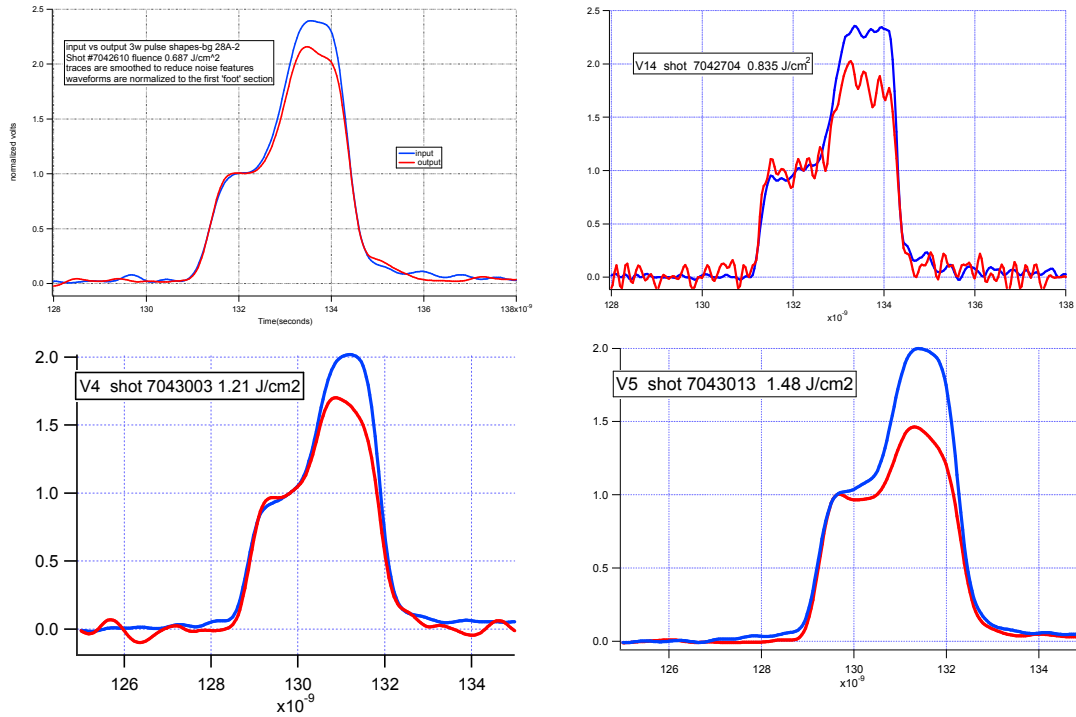 2.5
2.0
1.5
1.0
0.5
0.0
normalized volts
input vs output 3w pulse shapes-bg 28A-2
Shot #7042610 fluence 0.687 J/cm^2
traces are smoothed to reduce noise features
waveforms are normalized to the first 'foot' section
input
output
128
130
132
134
136
138x10-9
Time(seconds)
2.5
2.0
1.5
1.0
0.5
0.0
V14 shot 7042704 0.835 J/cm2
128
130
132
134
136
138
x10-9
2.0
1.5
1.0
0.5
0.0
V4 shot 7043003 1.21 J/cm2
126
128
130
132
134
x10-9
2.0
1.5
1.0
0.5
0.0
V5 shot 7043013 1.48 J/cm2
126
128
130
132
134
x10-9